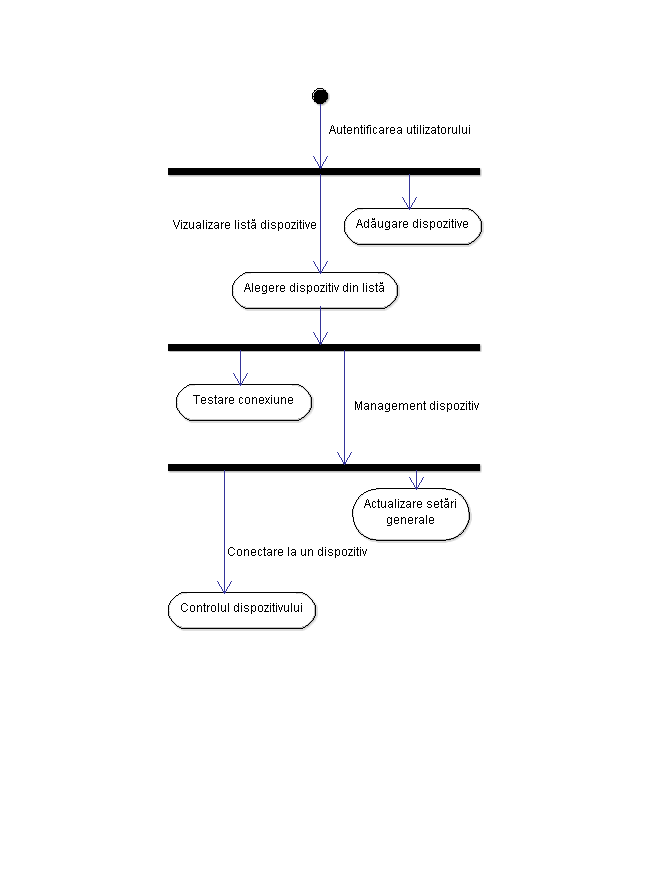 Autentificarea utilizatorului
Vizualizare listă dispozitive
Adăugare dispozitive
Alegere dispozitiv din listă
Testare conexiune
Management dispozitiv
Actualizare setări
generale
Conectare la un dispozitiv
Controlul dispozitivului